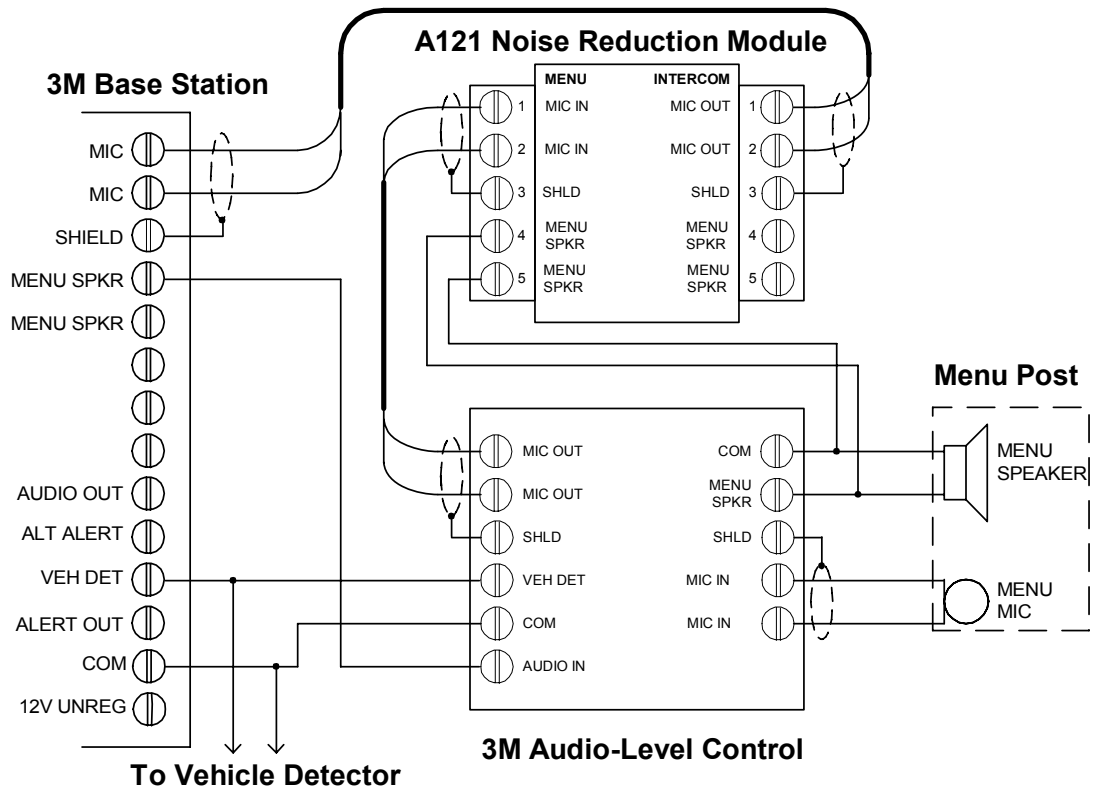 A121 Noise Reduction Module
3M Base Station
MIC
MIC
SHIELD
MENU SPKR
MENU SPKR
AUDIO OUT
ALT ALERT
VEH DET
ALERT OUT
COM
12V UNREG
To Vehicle Detector
MENU
INTERCOM
1
MIC IN
MIC OUT
1
2
MIC IN
MIC OUT
2
3
SHLD
SHLD
3
4
MENU
SPKR
MENU
SPKR
4
5
MENU
SPKR
MENU
SPKR
5
MIC OUT
MIC OUT
SHLD
VEH DET
COM
AUDIO IN
COM
MENU
SPKR
SHLD
MIC IN
MIC IN
3M Audio-Level Control
Menu Post
MENU
SPEAKER
MENU
MIC